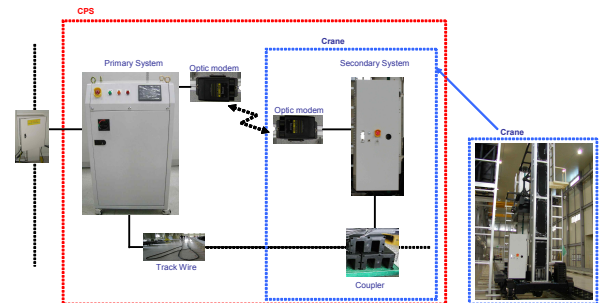 CPS
Crane
Primary System
Optic modem
Secondary System
Optic modem
Crane
Track Wire
Coupler